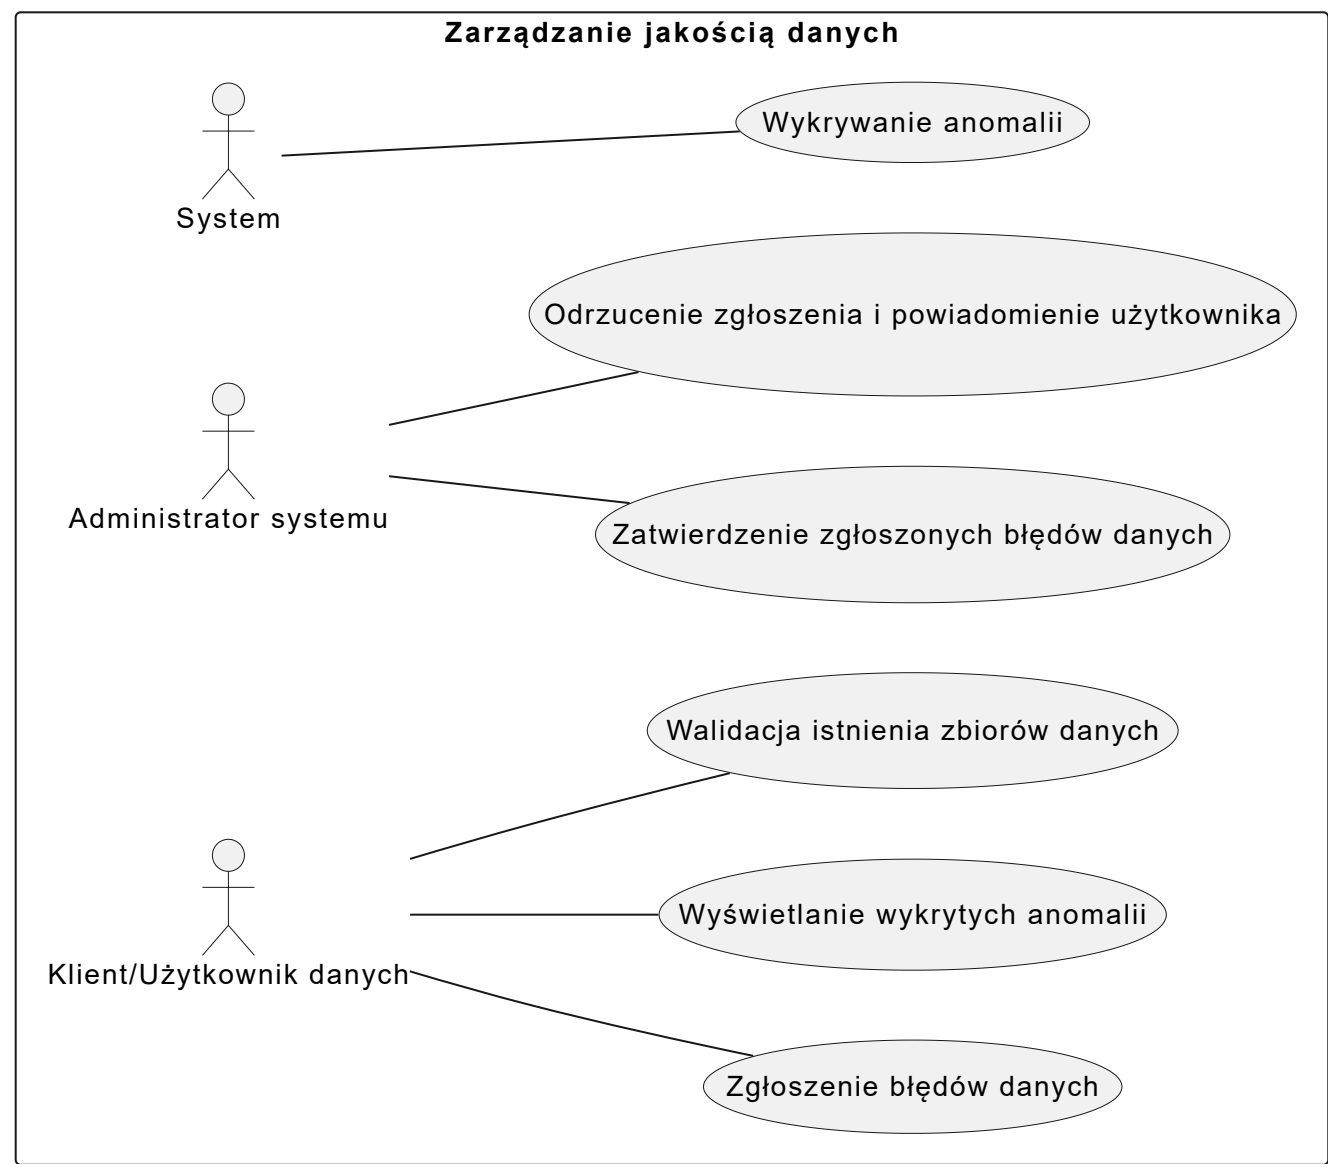 Zarządzanie jakością danych
Wykrywanie anomalii
System
Odrzucenie zgłoszenia i powiadomienie użytkownika
Administrator systemu
Zatwierdzenie zgłoszonych błędów danych
Walidacja istnienia zbiorów danych
Wyświetlanie wykrytych anomalii
Klient/Użytkownik danych
Zgłoszenie błędów danych